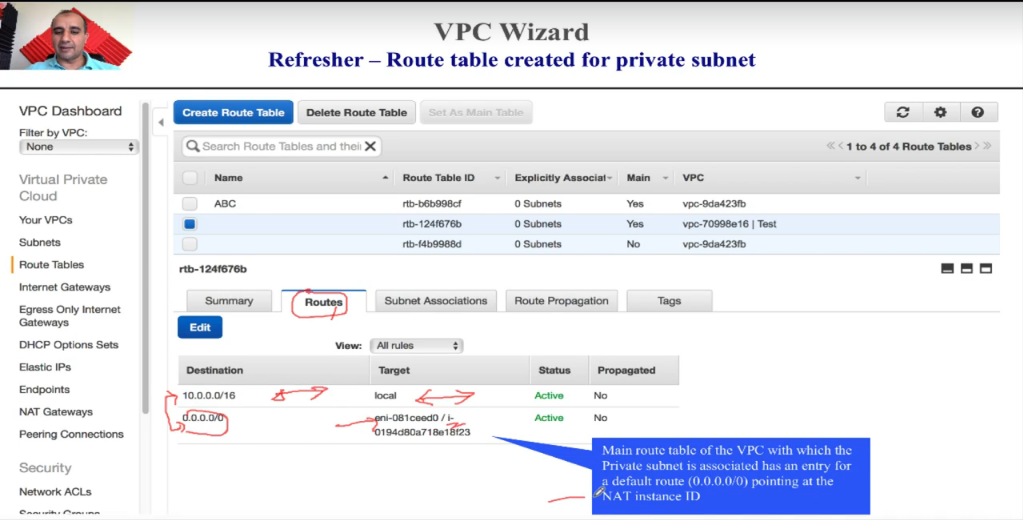 VPC Wizard
Refresher – Route table created for private subnet
VPC Dashboard
Filter by VPC:
None
Virtual Private
Cloud
Your VPCs
Subnets
Route Tables
Internet Gateways
Egress Only Internet
Gateways
DHCP Options Sets
Elastic IPs
Endpoints
NAT Gateways
Peering Connections
Security
Network ACLs
Security Groups
Create Route Table Delete Route Table Set As Main Table
Search Route Tables and thei
1 to 4 of 4 Route Tables
Name Route Table ID Explicitly Associat Main VPC
ABC rtb-b6b998cf 0 Subnets Yes vpc-9da423fb
rtb-124f676b 0 Subnets Yes vpc-70998e16 | Test
rtb-f4b9988d 0 Subnets No vpc-9da423fb
rtb-124f676b
Summary Routes Subnet Associations Route Propagation Tags
Edit
View: All rules
Destination Target Status Propagated
10.0.0.0/16 local Active No
0.0.0.0/0 eni-081ceed0 / i- Active No
0194d80a718e18f23
Main route table of the VPC with which the
Private subnet is associated has an entry for
a default route (0.0.0.0/0) pointing at the
NAT instance ID